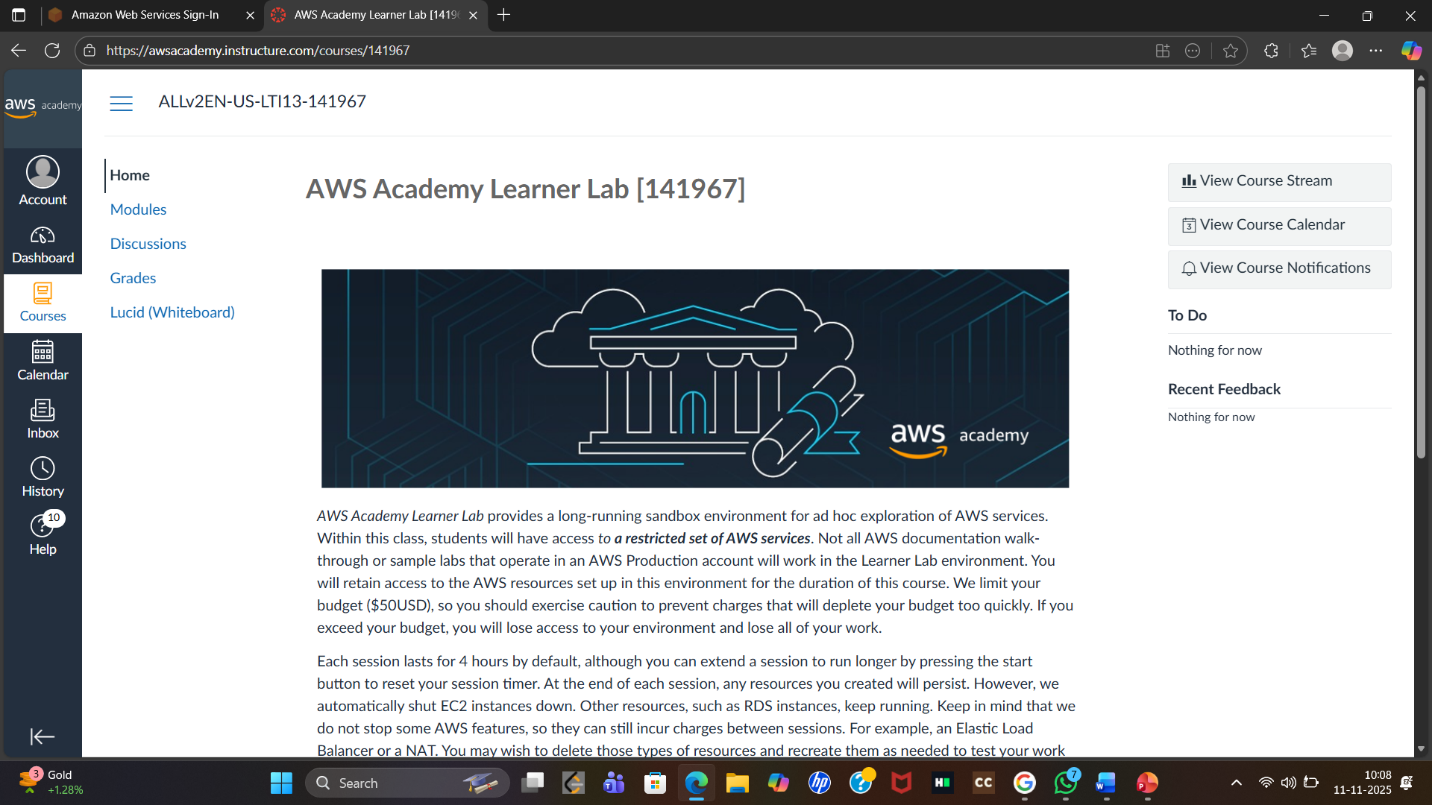 Amazon Web Services Sign-In
AWS Academy Learner Lab [1419
https://awsacademy.instructure.com/courses/141967
aws academy
ALLv2EN-US-LTI13-141967
Account
Dashboard
Courses
Calendar
Inbox
History
10
Help
Home
Modules
Discussions
Grades
Lucid (Whiteboard)
AWS Academy Learner Lab [141967]
aws academy
AWS Academy Learner Lab provides a long-running sandbox environment for ad hoc exploration of AWS services.
Within this class, students will have access to a restricted set of AWS services. Not all AWS documentation walk-
through or sample labs that operate in an AWS Production account will work in the Learner Lab environment. You
will retain access to the AWS resources set up in this environment for the duration of this course. We limit your
budget ($50USD), so you should exercise caution to prevent charges that will deplete your budget too quickly. If you
exceed your budget, you will lose access to your environment and lose all of your work.
Each session lasts for 4 hours by default, although you can extend a session to run longer by pressing the start
button to reset your session timer. At the end of each session, any resources you created will persist. However, we
automatically shut EC2 instances down. Other resources, such as RDS instances, keep running. Keep in mind that we
do not stop some AWS features, so they can still incur charges between sessions. For example, an Elastic Load
Balancer or a NAT. You may wish to delete those types of resources and recreate them as needed to test your work
View Course Stream
3
View Course Calendar
View Course Notifications
To Do
Nothing for now
Recent Feedback
Nothing for now
3
Gold
+1.28%
Search
hp
H
CC
G
7
W
P
10:08
11-11-2025